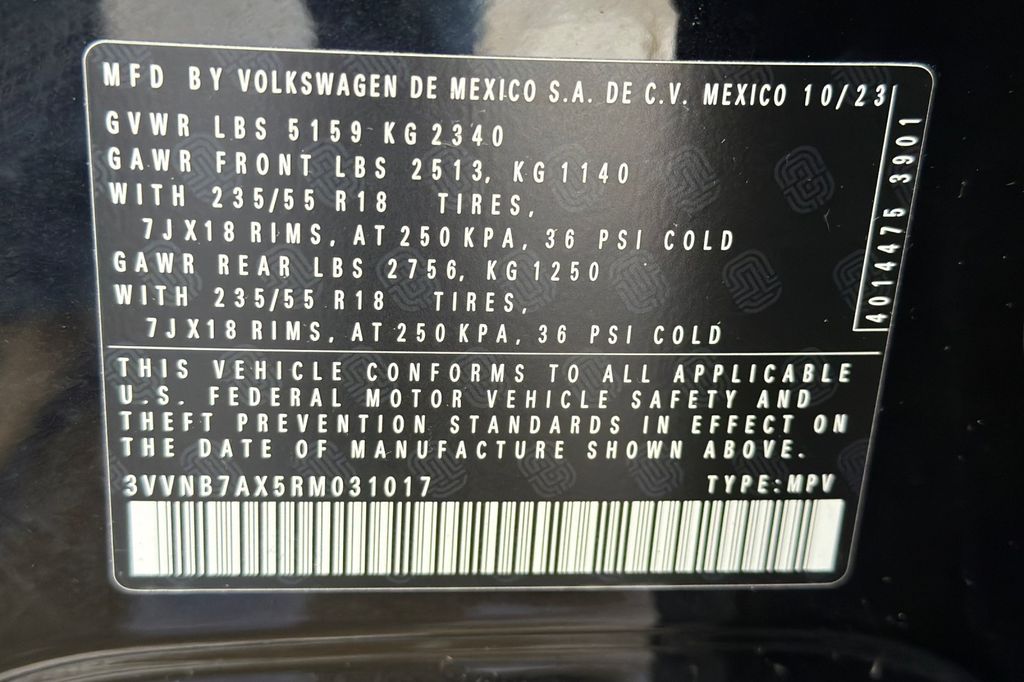 MFD BY VOLKSWAGEN DE MEXICO S.A. DE C.V. MEXICO 10/23
GVWR LBS 5159 KG 2340
GAWR FRONT LBS 2513, KG 1140
WITH 235/55 R18 TIRES,
7JX18 RIMS, AT 250 KPA, 36 PSI COLD
GAWR REAR LBS 2756, KG 1250
WITH 235/55 R18 TIRES,
7JX18 RIMS, AT 250 KPA, 36 PSI COLD
4014475 3901
THIS VEHICLE CONFORMS TO ALL APPLICABLE
U.S. FEDERAL MOTOR VEHICLE SAFETY AND
THEFT PREVENTION STANDARDS IN EFFECT ON
THE DATE OF MANUFACTURE SHOWN ABOVE.
3VVNB7AX5RM031017 TYPE:MPV